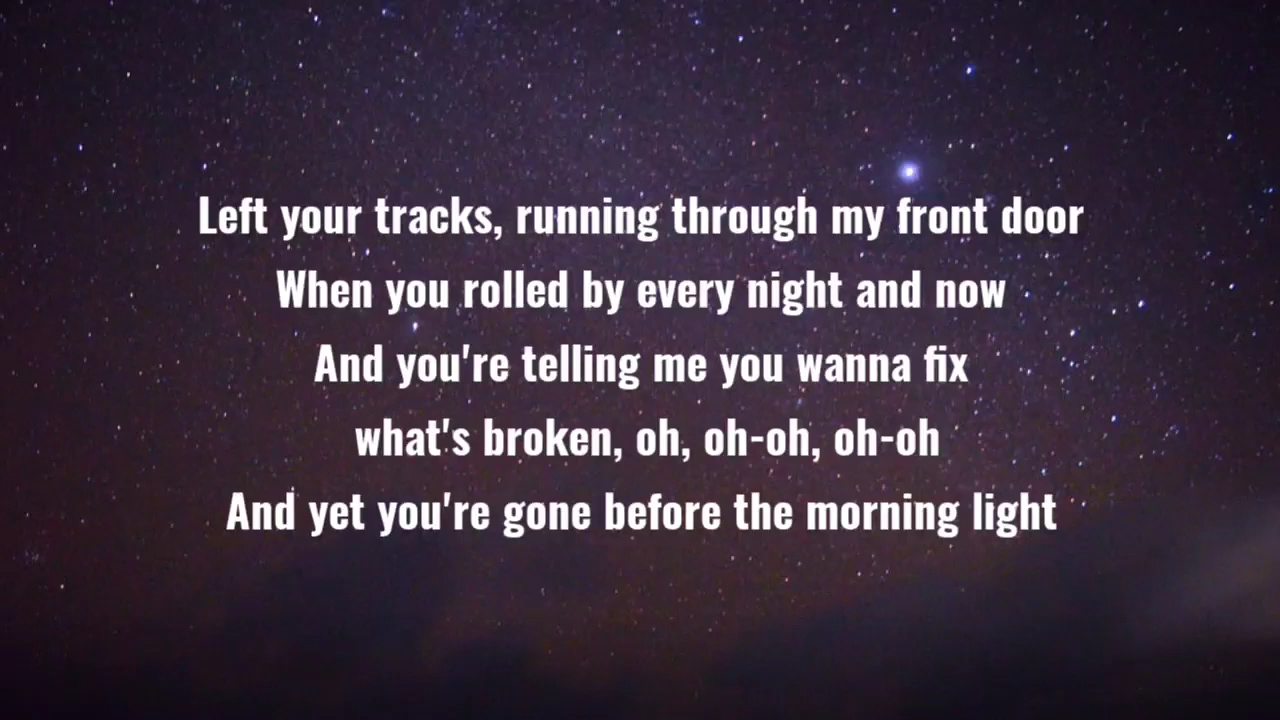 Left your tracks, running through my front door
When you rolled by every night and now
And you're telling me you wanna fix
what's broken, oh, oh-oh, oh-oh
And yet you're gone before the morning light